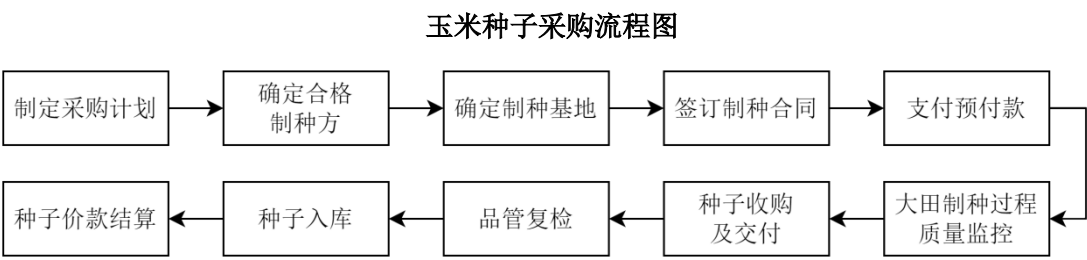 玉米种子采购流程图
制定采购计划
确定合格
制种方
确定制种基地
签订制种合同
支付预付款
大田制种过程
质量监控
种子收购
及交付
品管复检
种子入库
种子价款结算